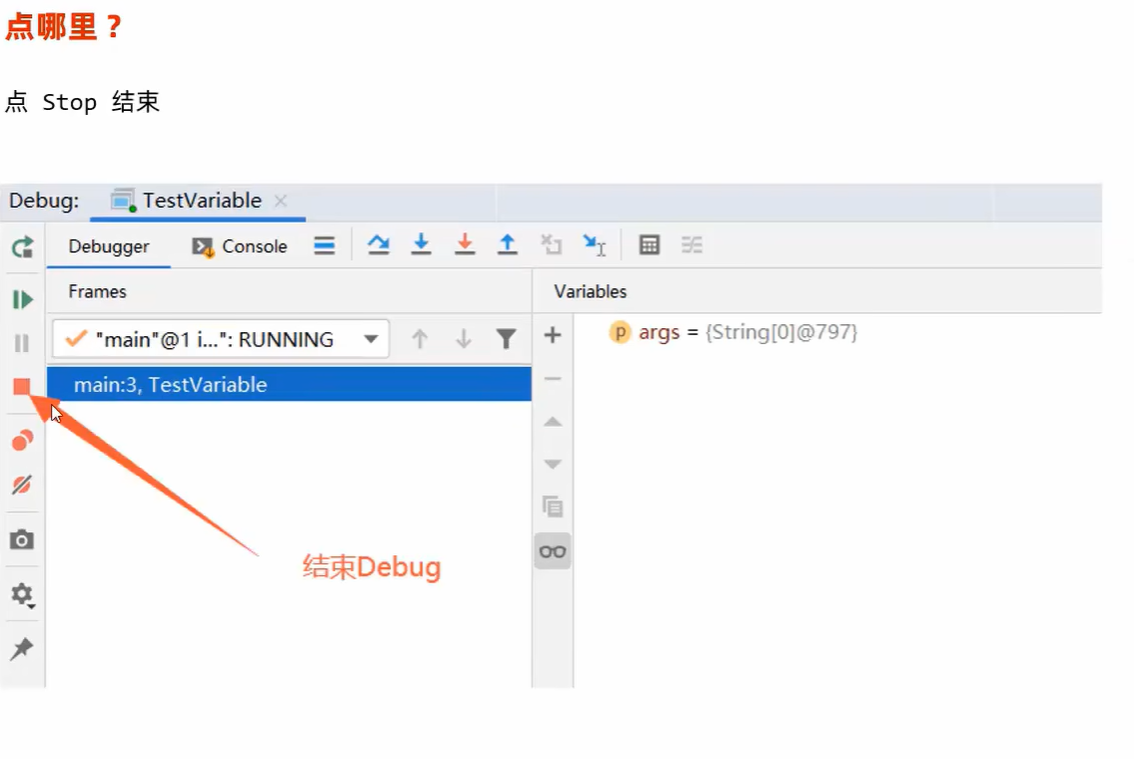 点哪里？
点 Stop 结束
Debug: TestVariable
Debugger Console
Frames Variables
"main"@1 i...": RUNNING
p args = {String[0]@797}
main:3, TestVariable
结束Debug